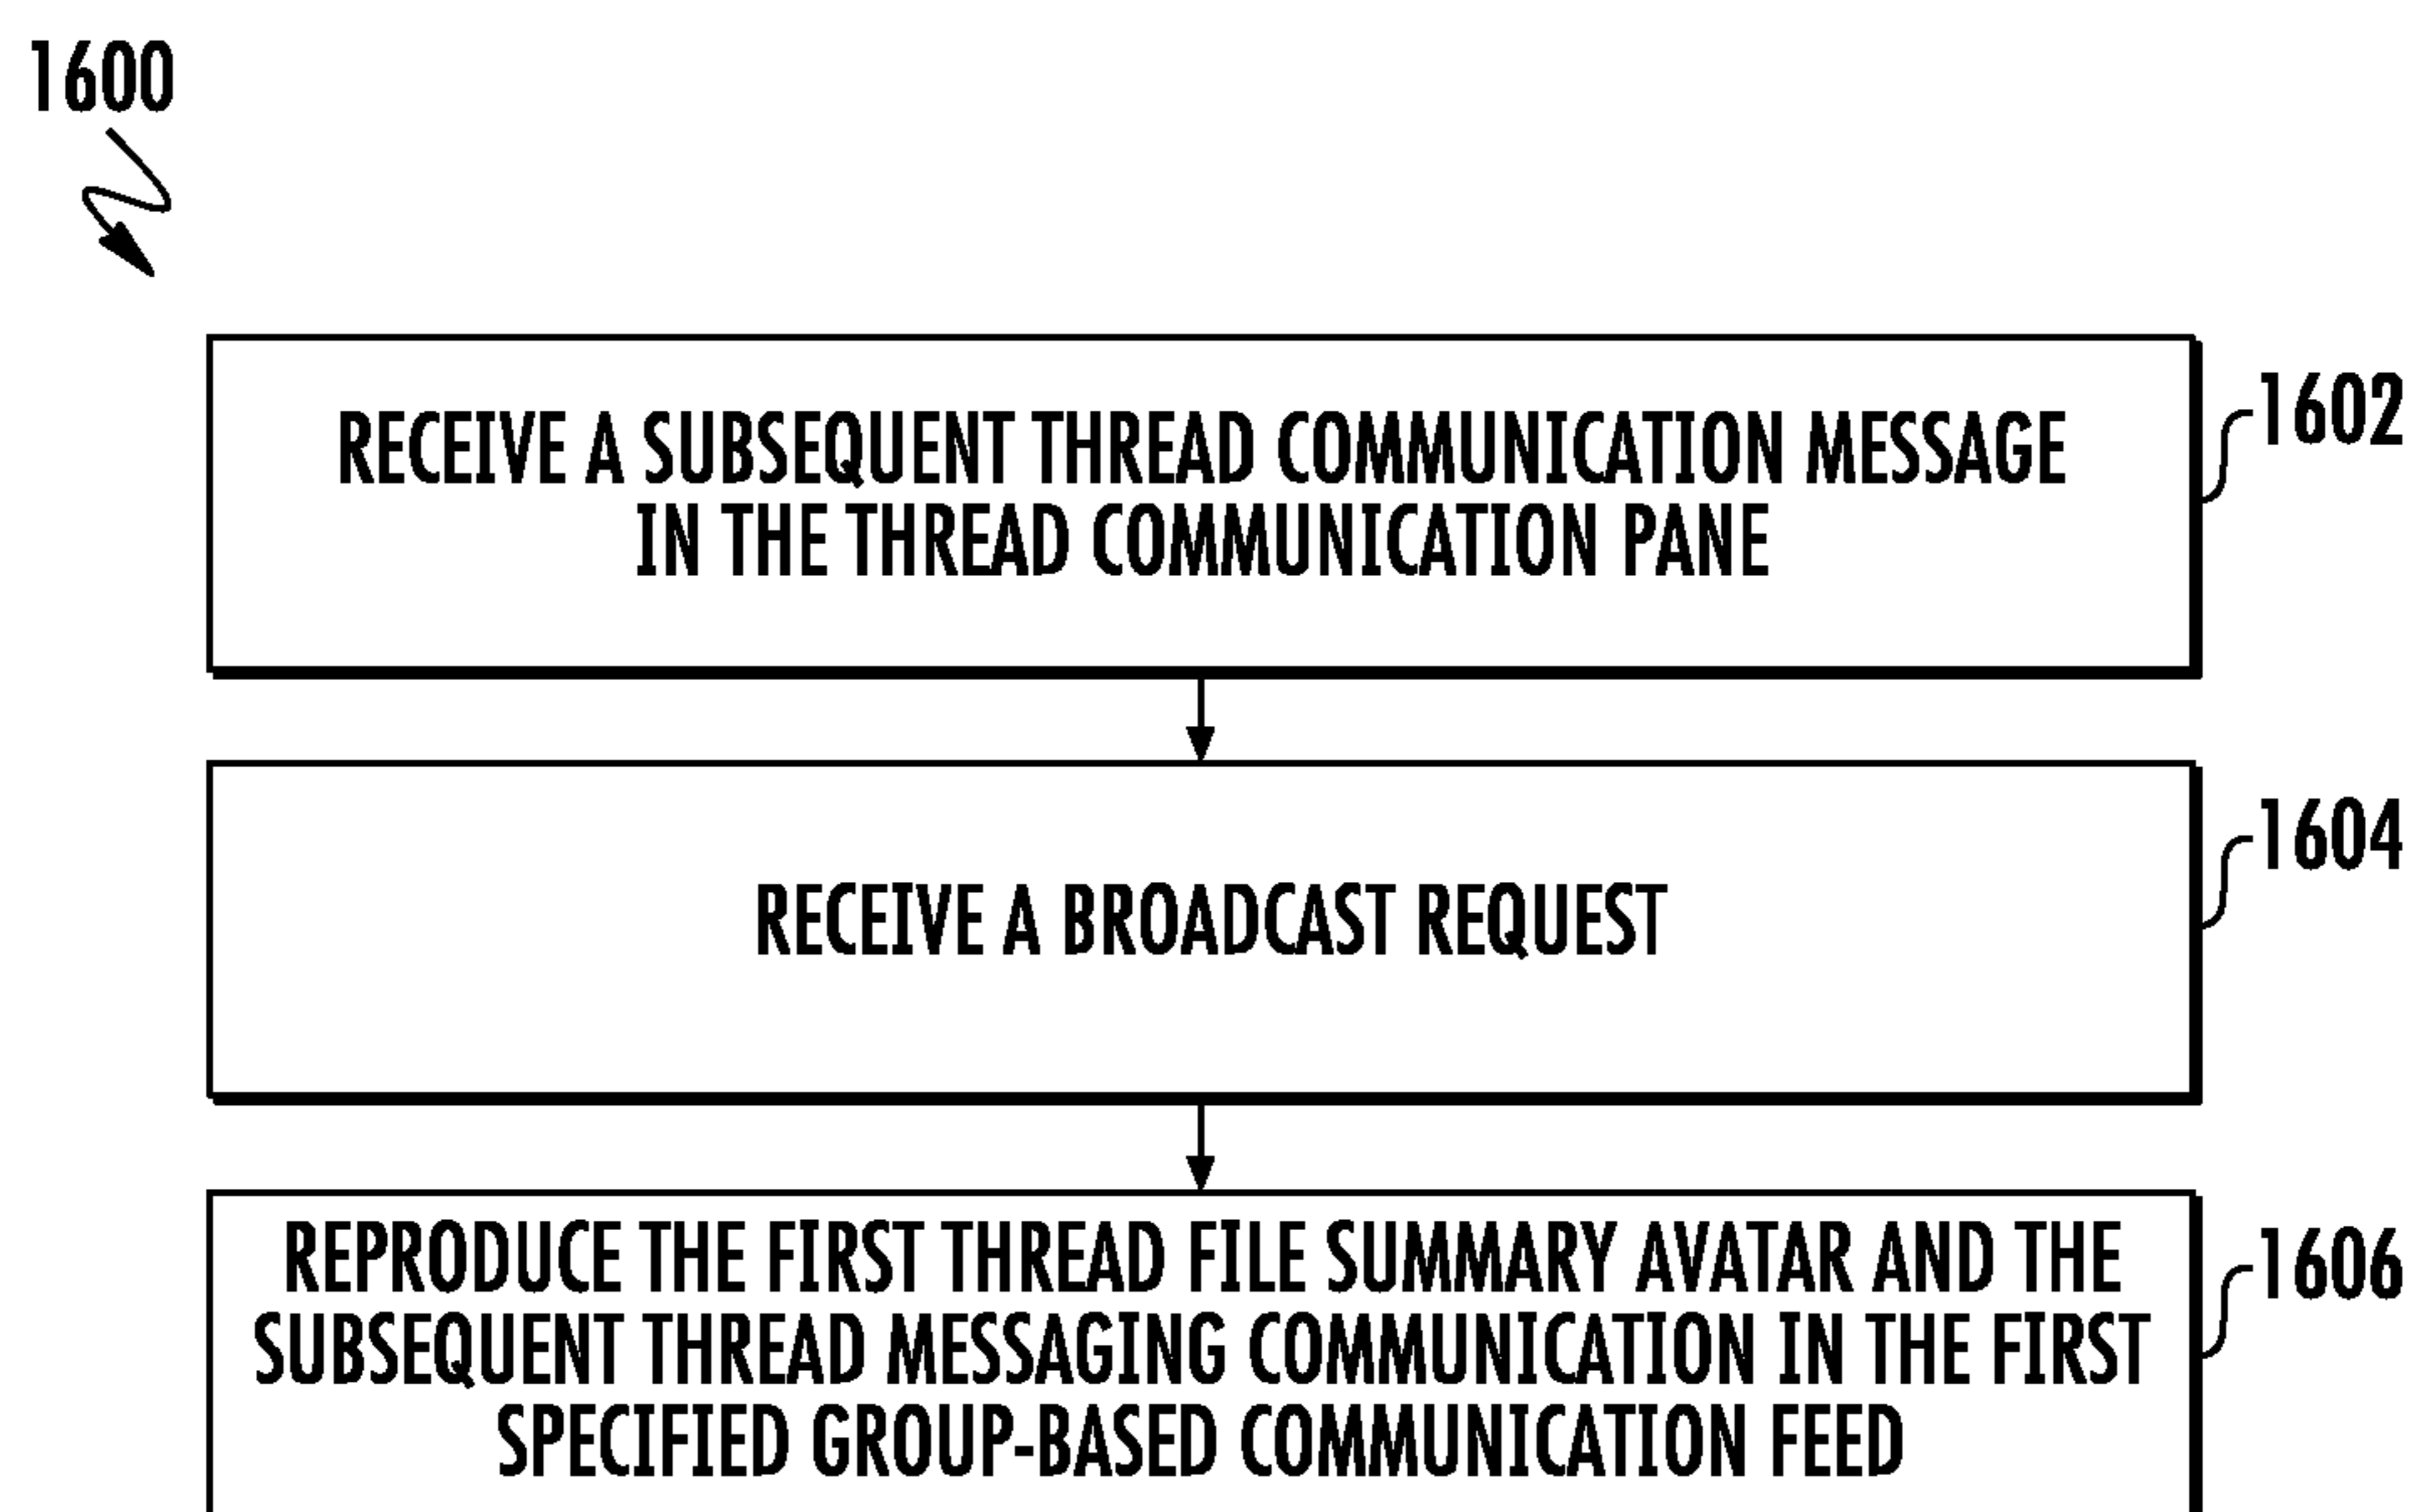 1600
RECEIVE A SUBSEQUENT THREAD COMMUNICATION MESSAGE
IN THE THREAD COMMUNICATION PANE
1602
RECEIVE A BROADCAST REQUEST
1604
REPRODUCE THE FIRST THREAD FILE SUMMARY AVATAR AND THE
SUBSEQUENT THREAD MESSAGING COMMUNICATION IN THE FIRST
SPECIFIED GROUP-BASED COMMUNICATION FEED
1606